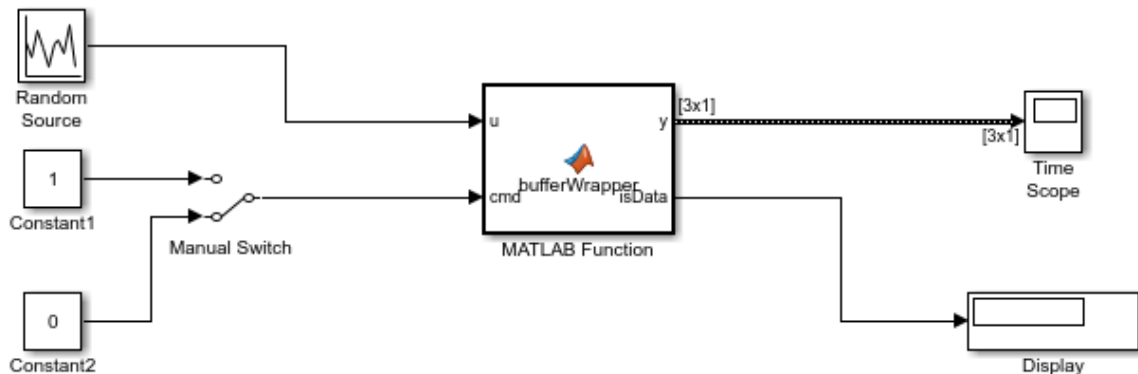 Random
Source
1
Constant1
Manual Switch
0
Constant2
u
cmd
bufferWrapper
y
isData
MATLAB Function
[3x1]
[3x1]
Time
Scope
Display